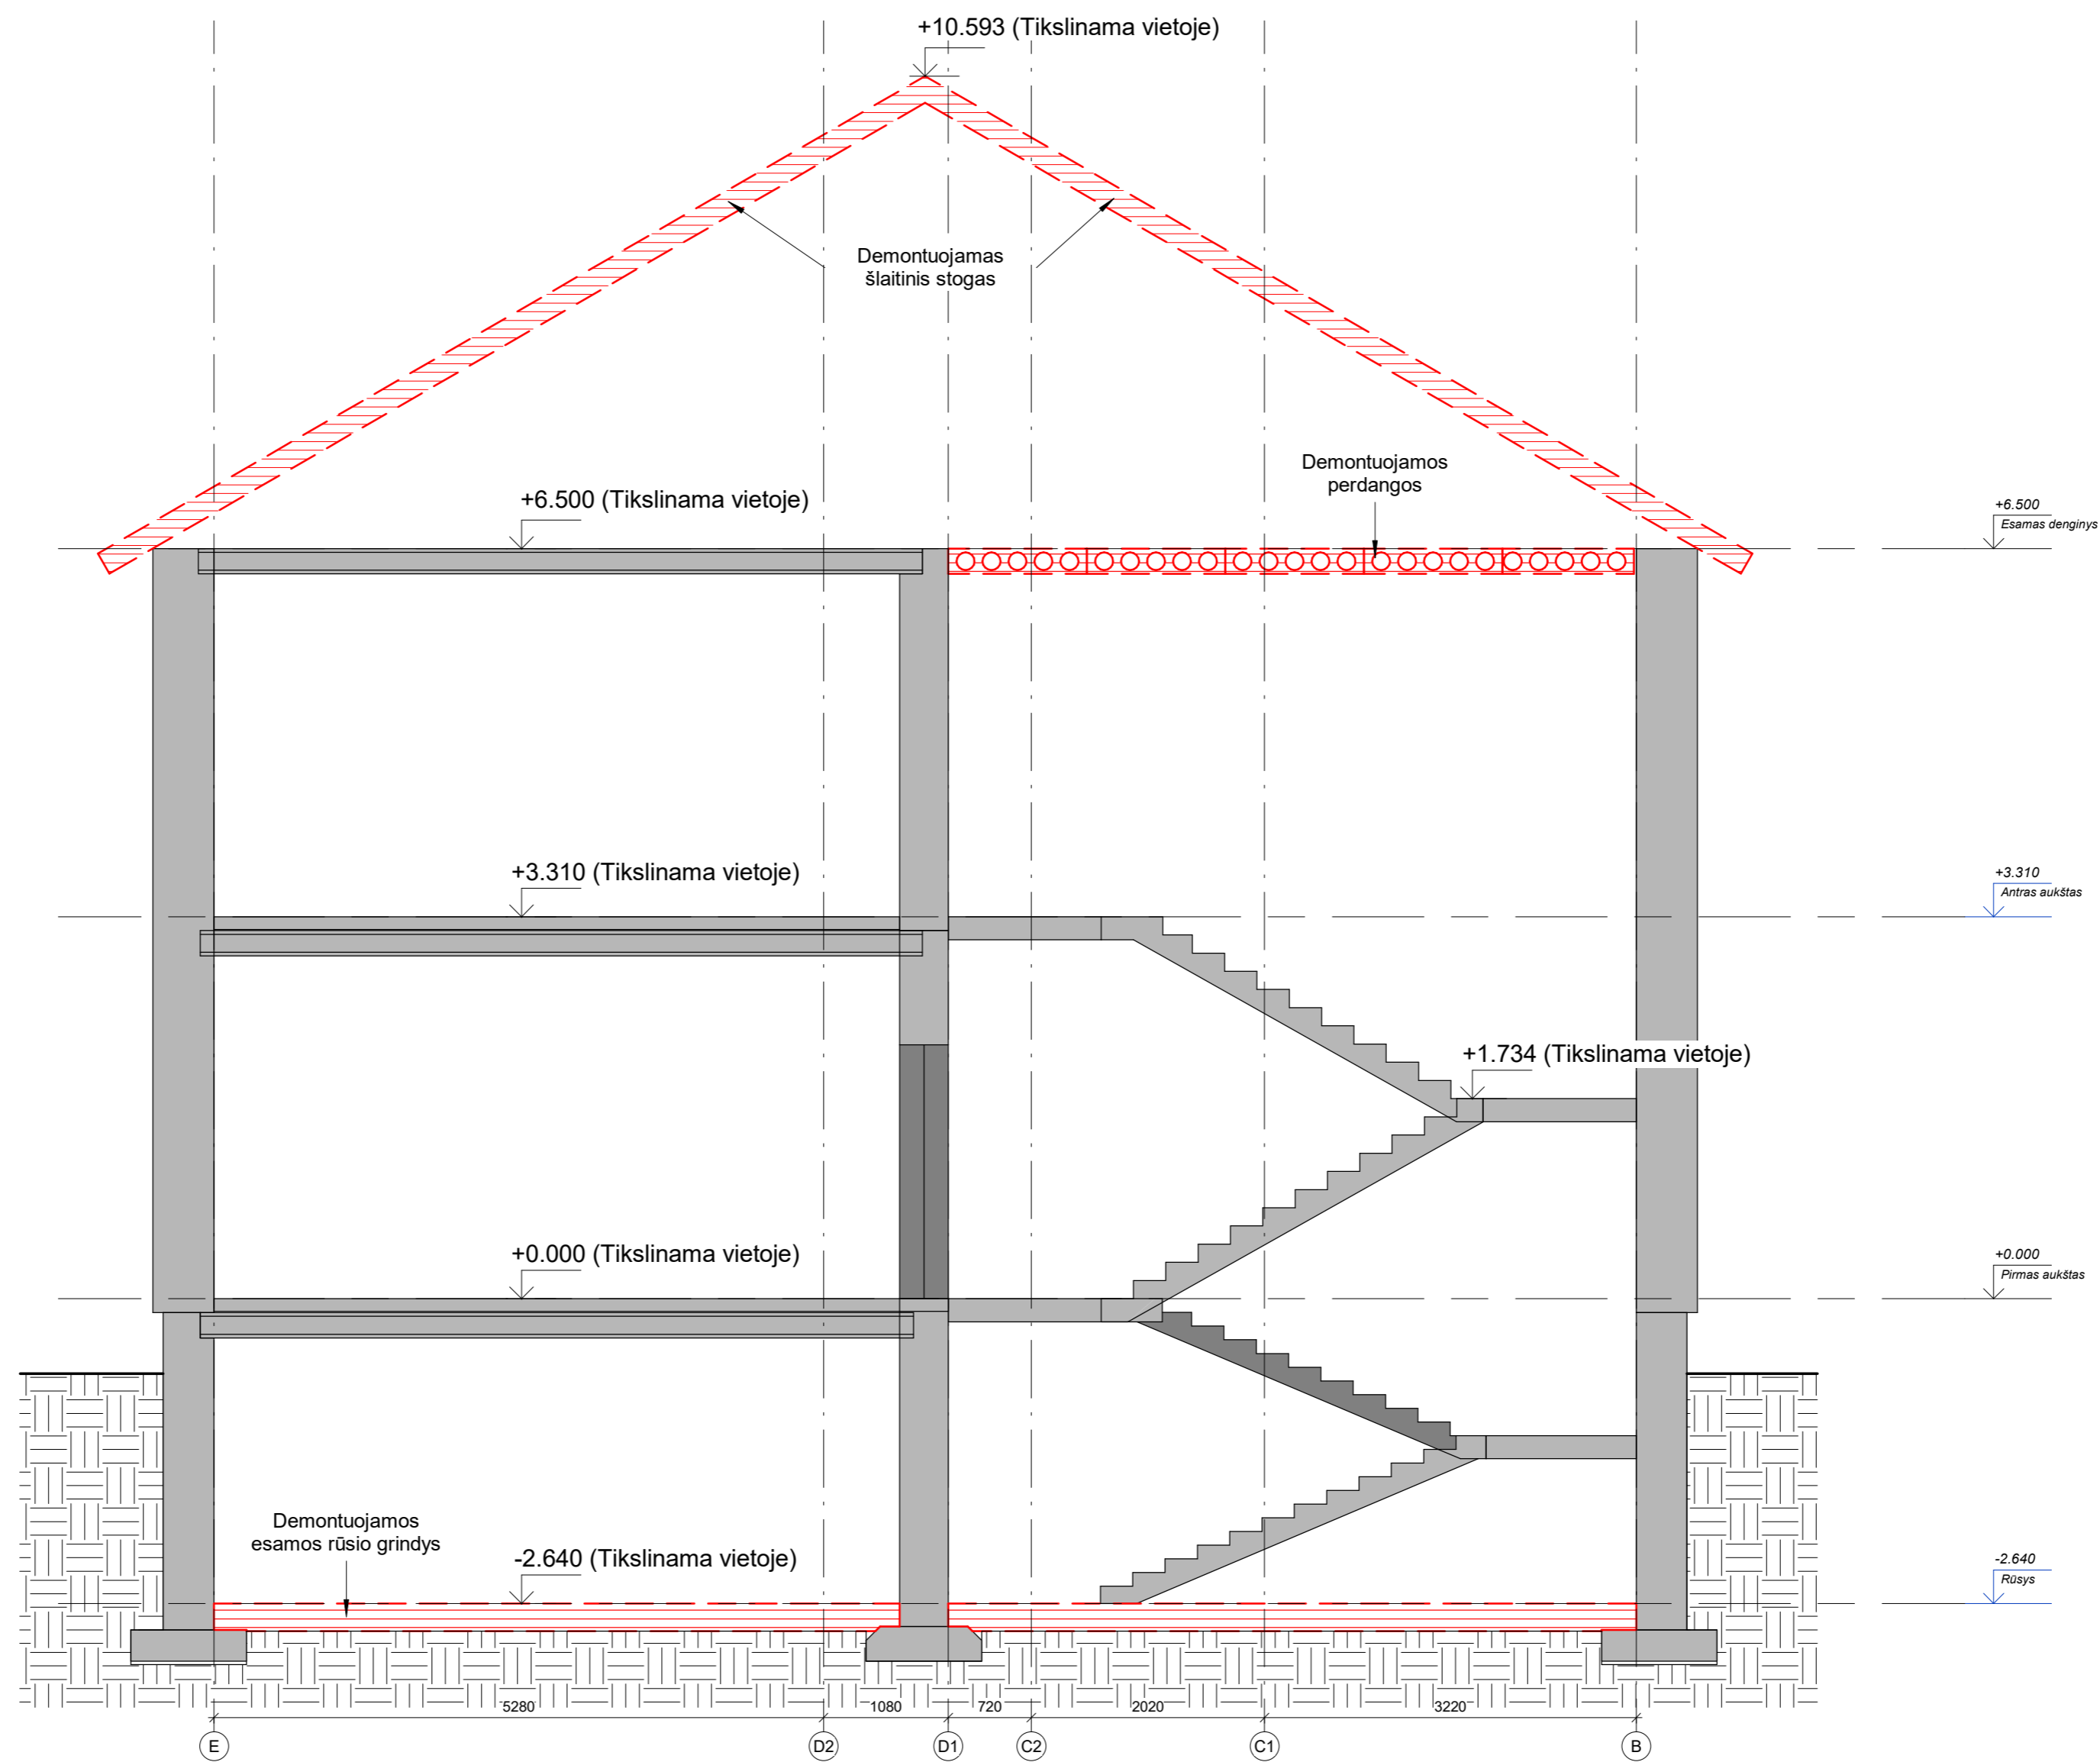 +10.593 (Tikslinama vietoje)
Demontuojamas
šlaitinis stogas
Demontuojamos
perdangos
+6.500 (Tikslinama vietoje)
+6.500
Esamas denginys
+3.310 (Tikslinama vietoje)
+3.310
Antras aukštas
+1.734 (Tikslinama vietoje)
+0.000 (Tikslinama vietoje)
+0.000
Pirmas aukštas
Demontuojamos
esamos rūsio grindys
-2.640 (Tikslinama vietoje)
-2.640
Rūsys
5280 1080 720 2020 3220
E D2 D1 C2 C1 B